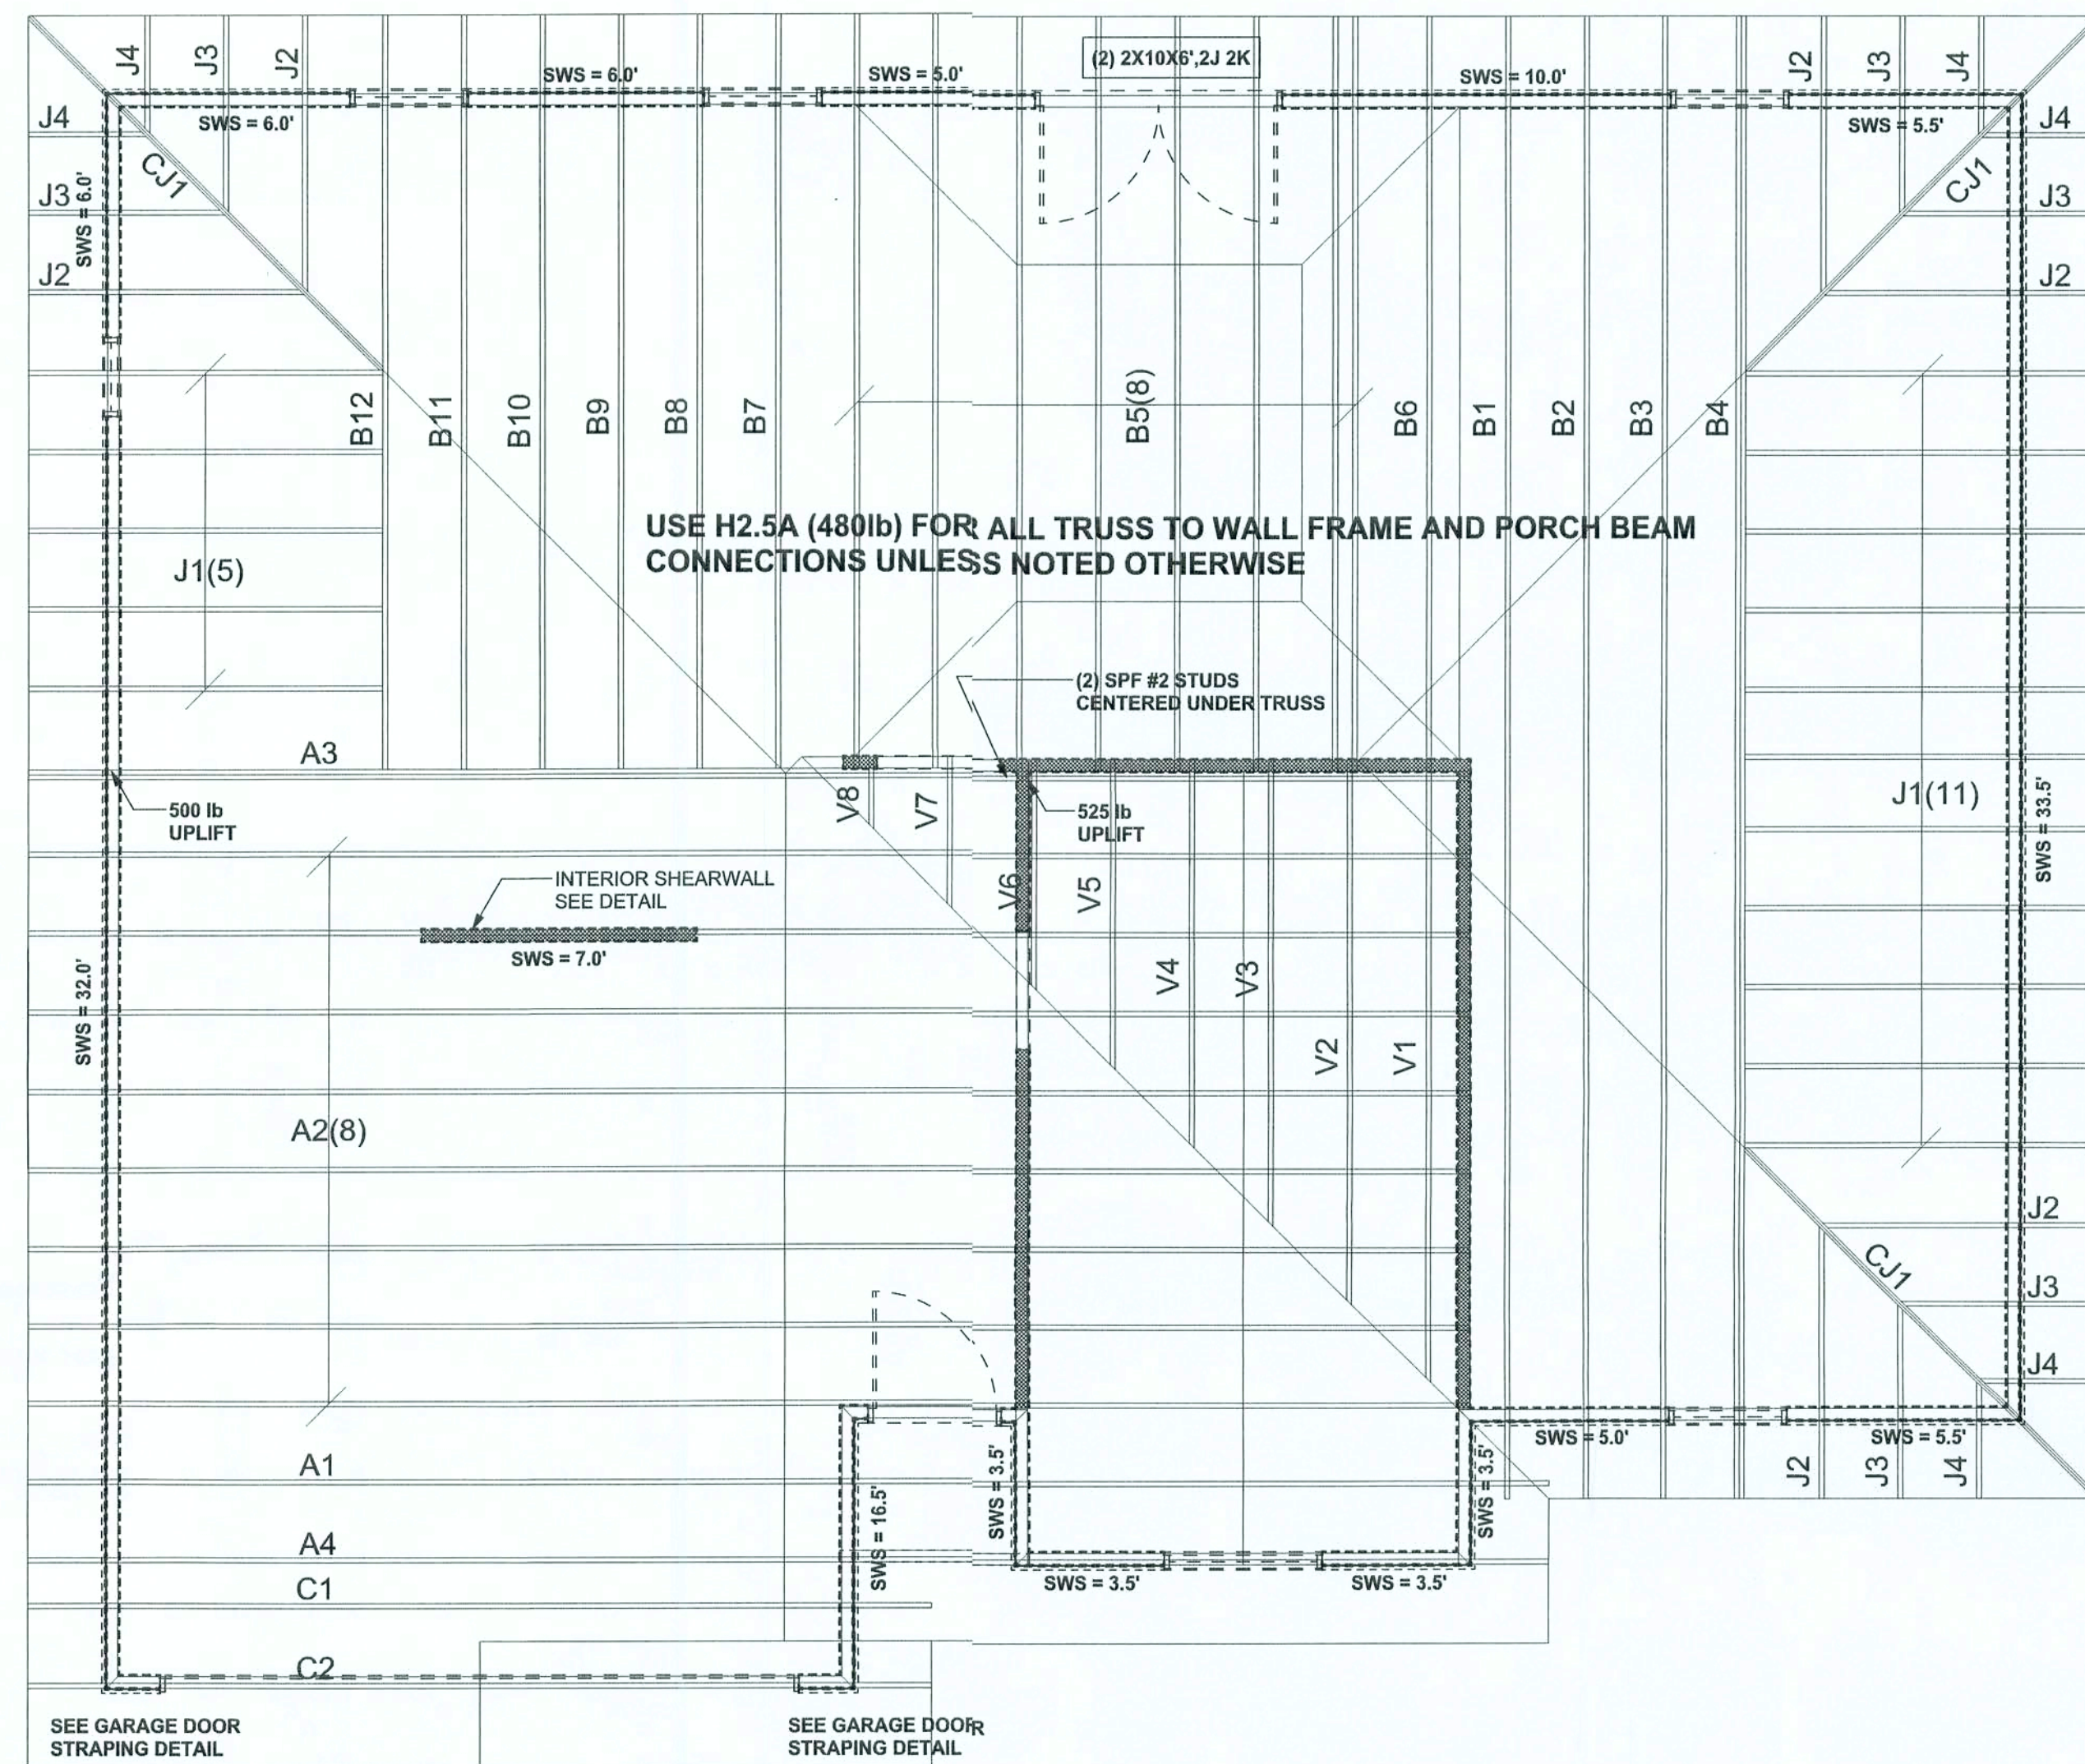 (2) 2X10X6',2J 2K
J4
J3
J2
SWS = 6.0'
SWS = 5.0'
SWS = 10.0'
J2
J3
J4
J4
SWS = 6.0'
SWS = 5.5'
J4
CJ1
CJ1
J3
SWS = 6.0'
J3
J2
J2
B12
B11
B10
B9
B8
B7
B5(8)
B6
B1
B2
B3
B4
USE H2.5A (480lb) FOR ALL TRUSS TO WALL FRAME AND PORCH BEAM
CONNECTIONS UNLESS NOTED OTHERWISE
J1(5)
(2) SPF #2 STUDS
CENTERED UNDER TRUSS
A3
500 lb
UPLIFT
V8
V7
525 lb
UPLIFT
J1(11)
SWS = 33.5'
INTERIOR SHEARWALL
SEE DETAIL
V6
V5
SWS = 7.0'
V4
V3
SWS = 32.0'
V2
V1
A2(8)
J2
CJ1
J3
J4
SWS = 5.0'
SWS = 5.5'
A1
SWS = 3.5'
SWS = 3.5'
J2
J3
J4
SWS = 16.5'
A4
C1
SWS = 3.5'
SWS = 3.5'
C2
SEE GARAGE DOOR
STRAPING DETAIL
SEE GARAGE DOOR
STRAPING DETAIL